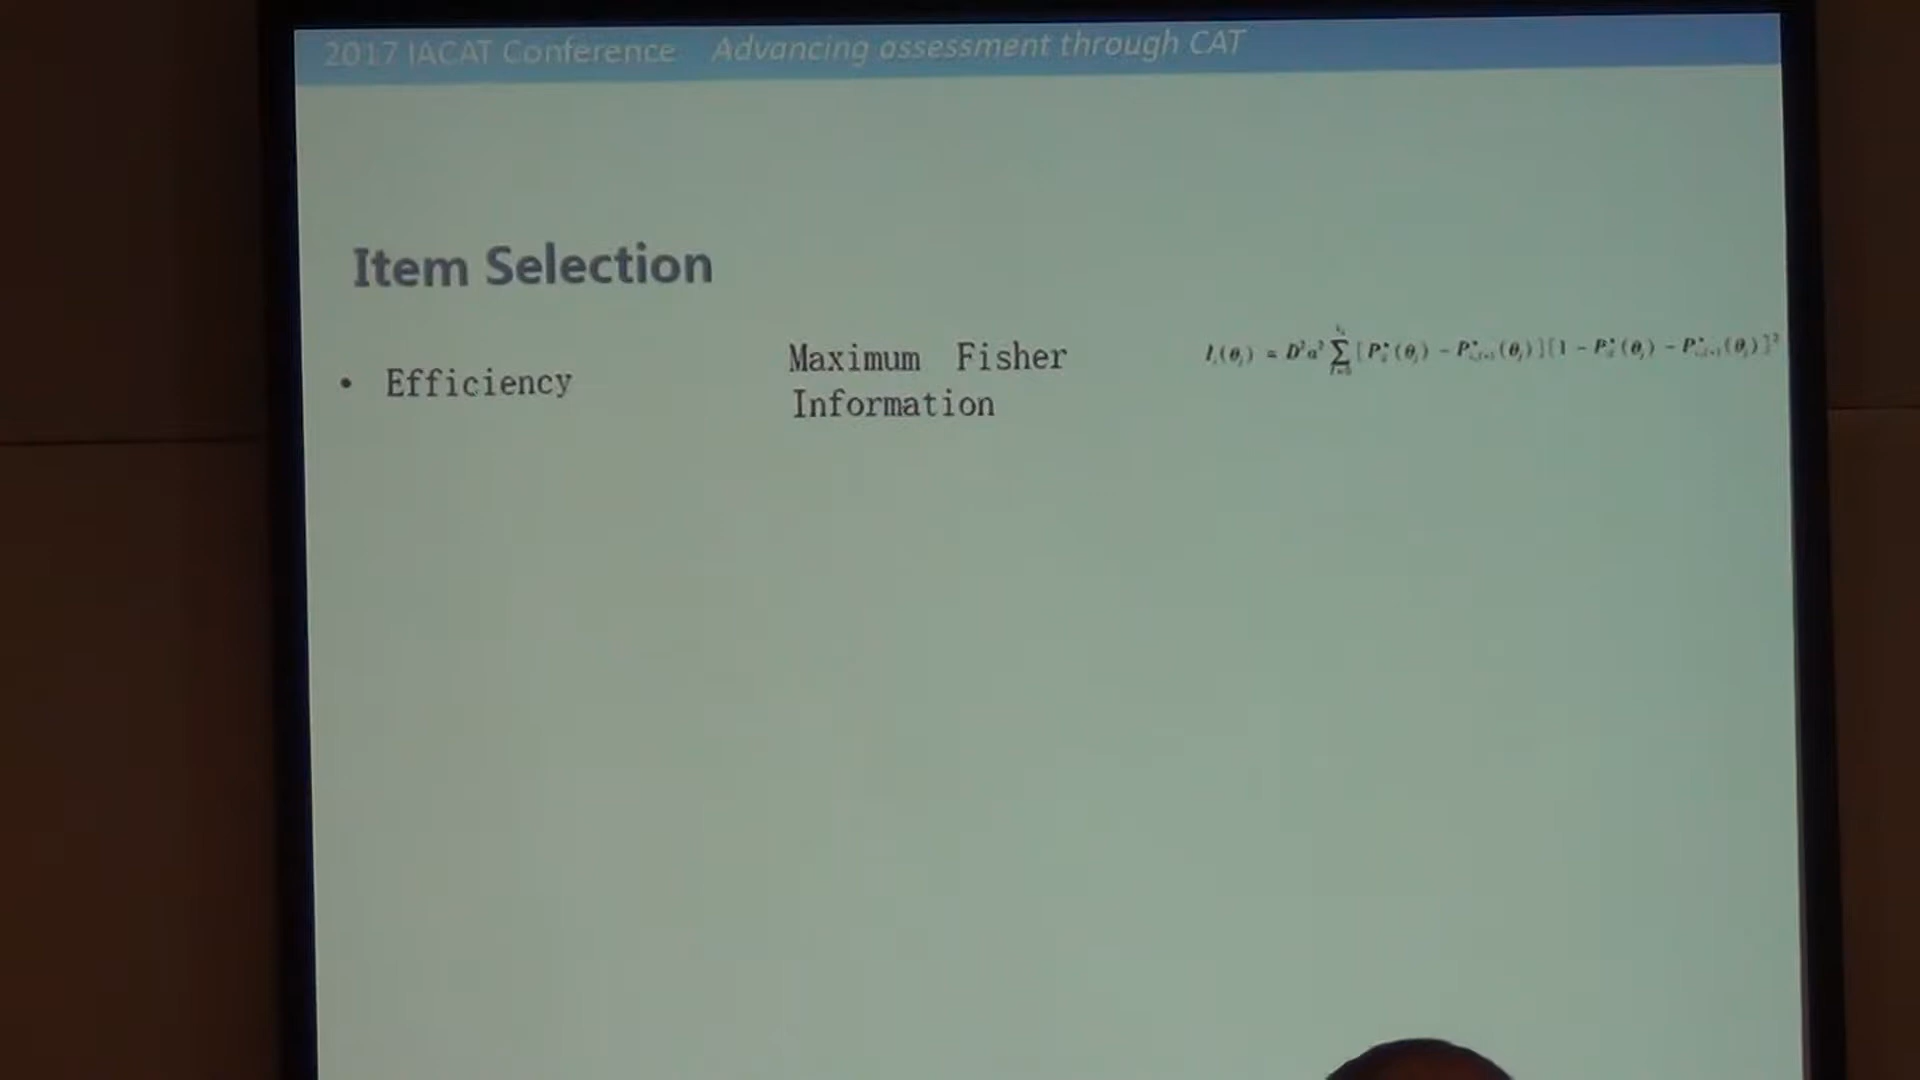 2017 IACAT Conference Advancing assessment through CAT
Item Selection
• Efficiency
Maximum Fisher
Information